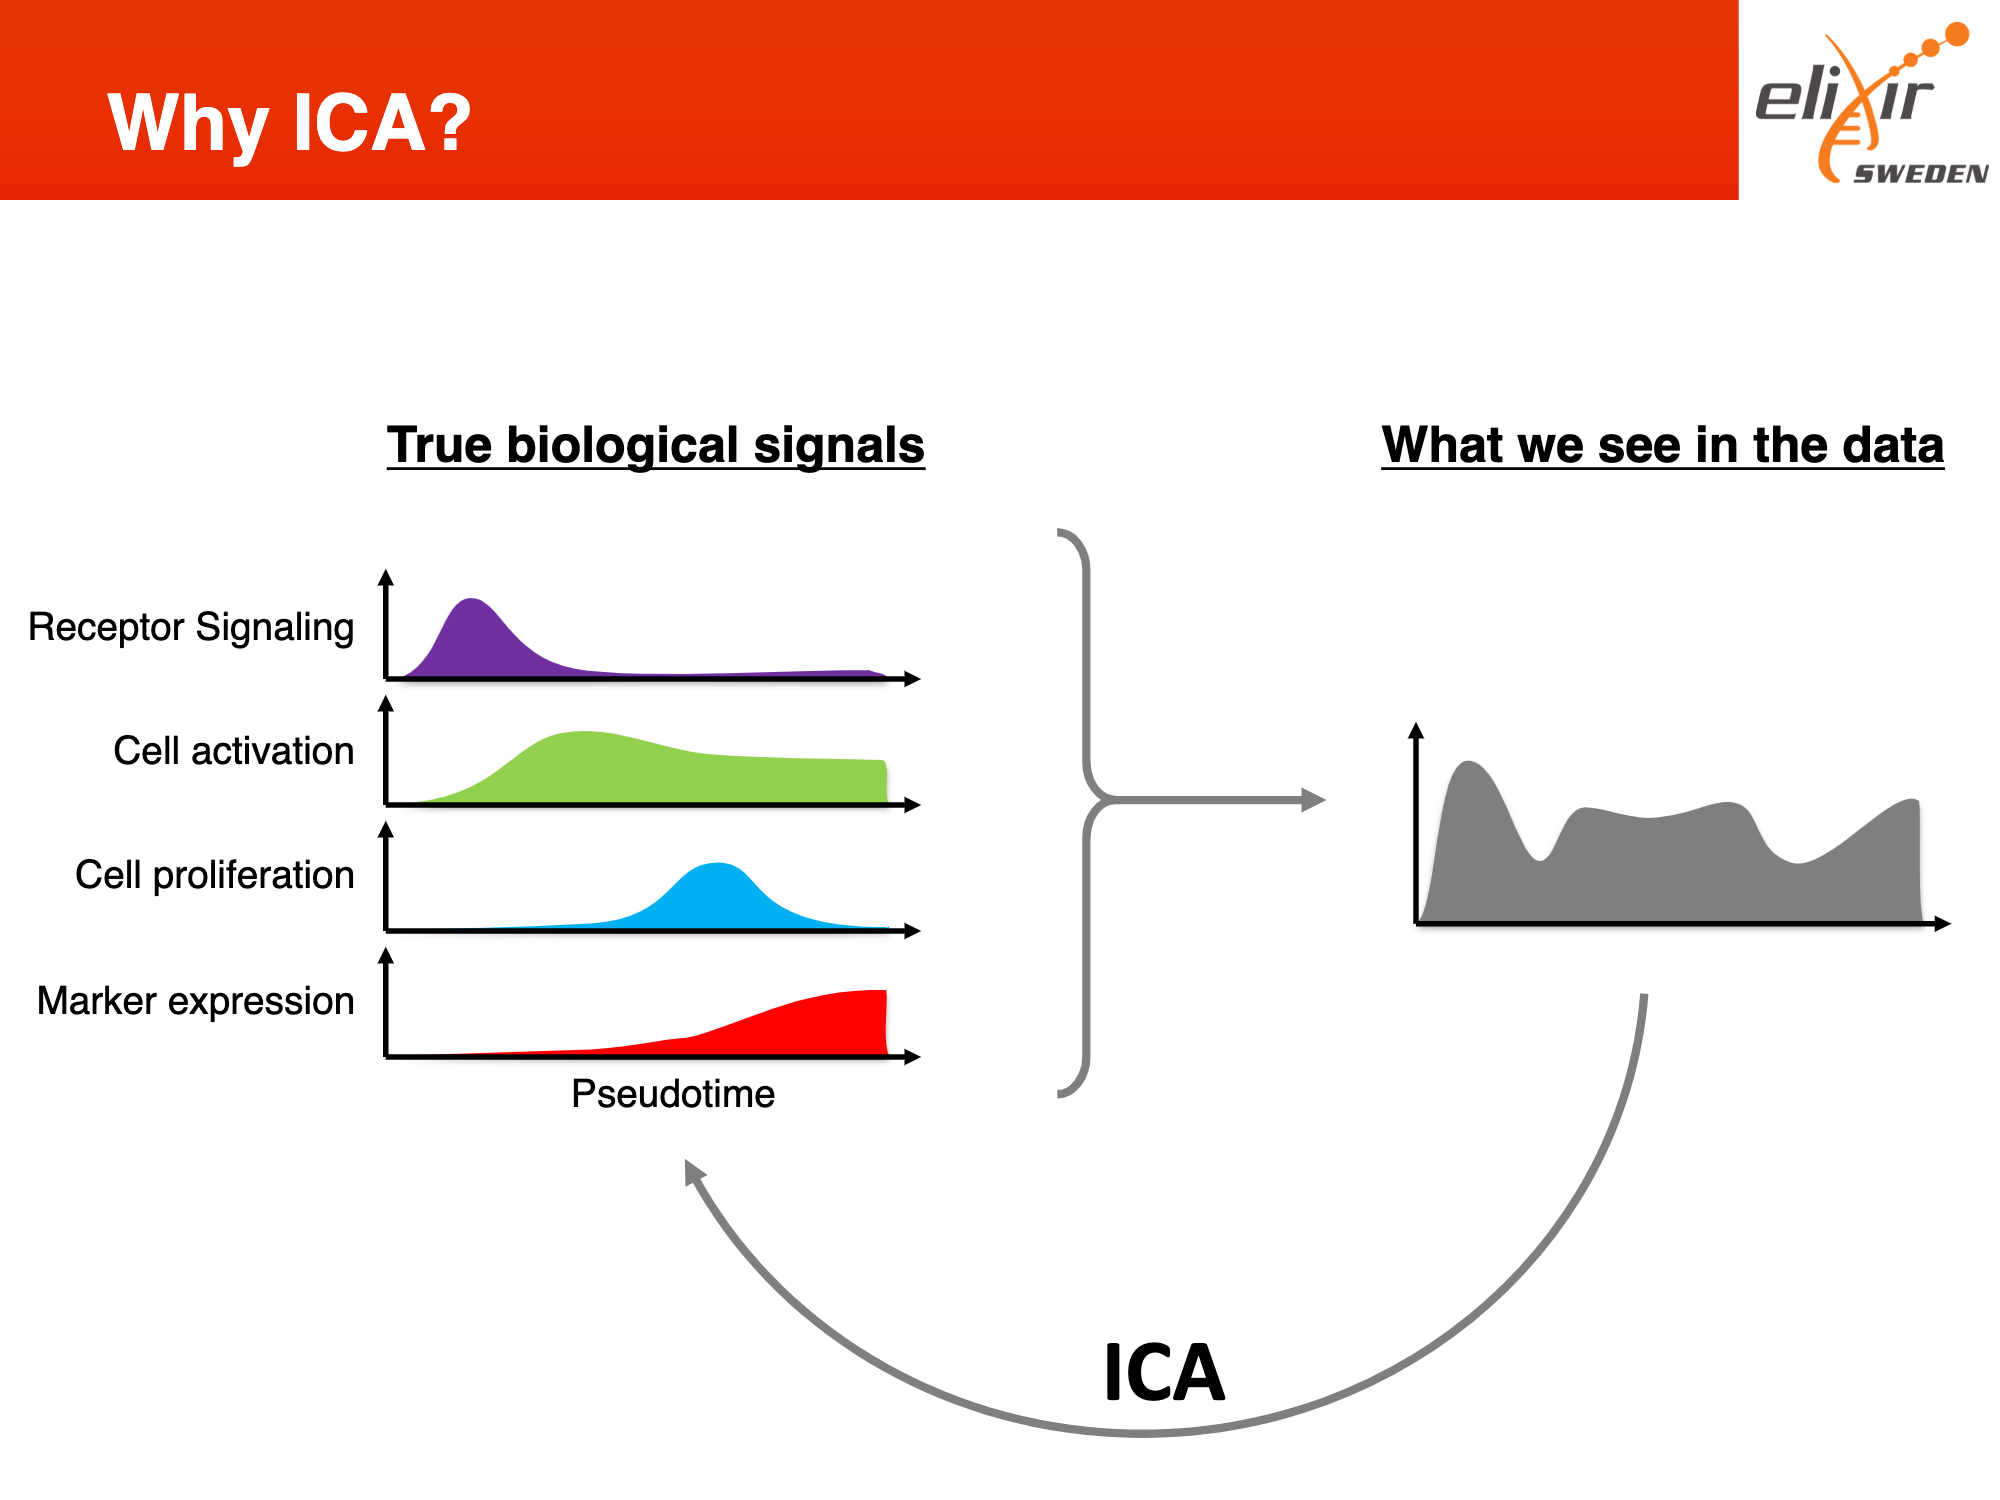 Why ICA?
elixir
SWEDEN
True biological signals
What we see in the data
Receptor Signaling
Cell activation
Cell proliferation
Marker expression
Pseudotime
ICA